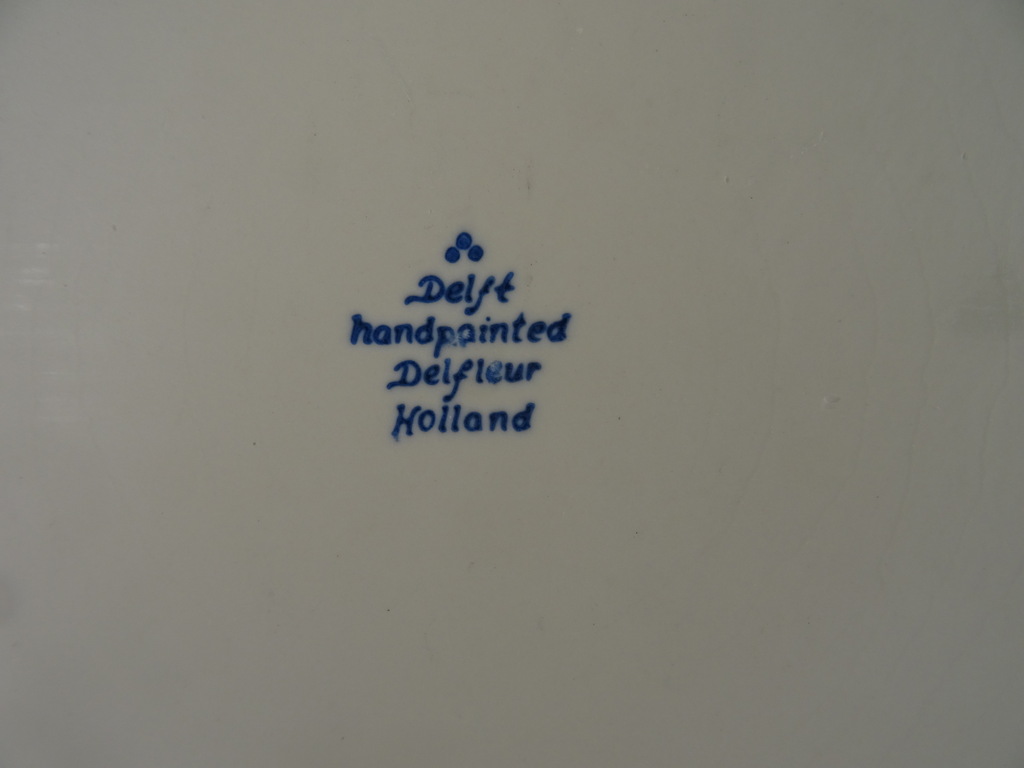 Delft
handpainted
Delfleur
Holland